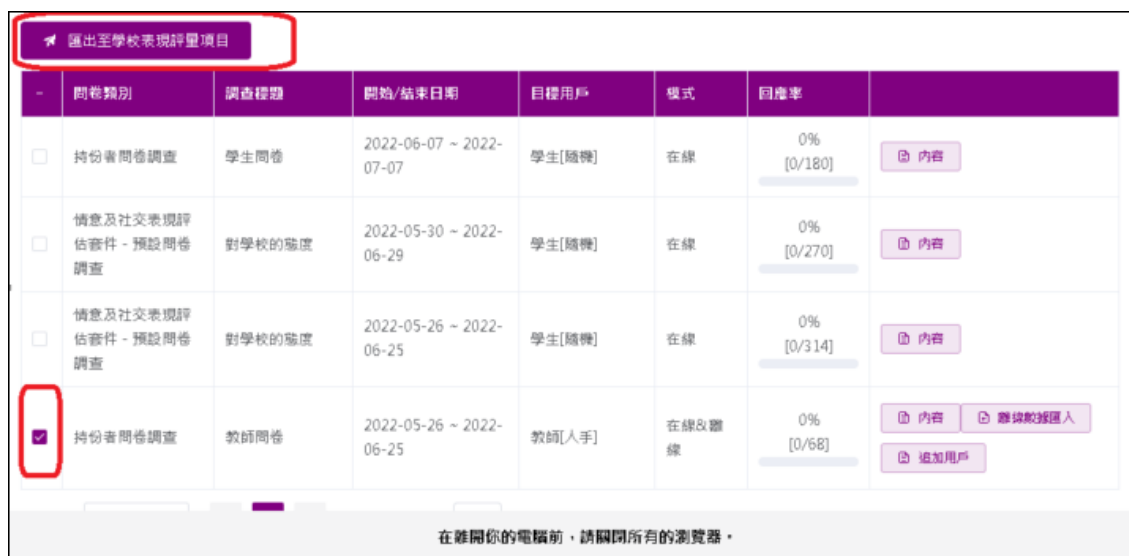 匯出至學校表現評量項目
-
問卷類別
調查標題
開始/結束日期
目標用戶
模式
回應率
持份者問卷調查
學生問卷
2022-06-07 ~ 2022-
07-07
學生[隨機]
在線
0%
[0/180]
內容
情意及社交表現評
估套件 - 預設問卷
調查
對學校的態度
2022-05-30 ~ 2022-
06-29
學生[隨機]
在線
0%
[0/270]
內容
情意及社交表現評
估套件 - 預設問卷
調查
對學校的態度
2022-05-26 ~ 2022-
06-25
學生[隨機]
在線
0%
[0/314]
內容
持份者問卷調查
教師問卷
2022-05-26 ~ 2022-
06-25
教師[人手]
在線&離
線
0%
[0/68]
內容
離線數據匯入
追加用戶
在離開你的電腦前，請關閉所有的瀏覽器。